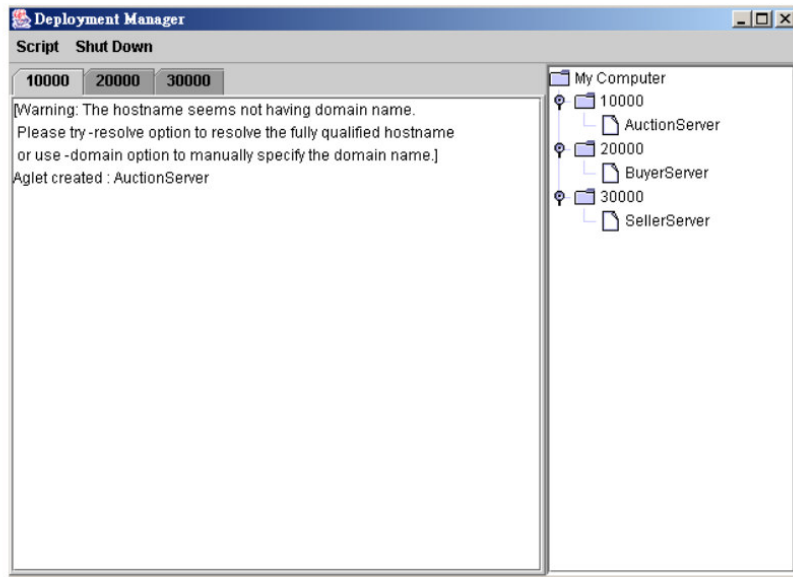 Deployment Manager
Script Shut Down
10000 20000 30000
[Warning: The hostname seems not having domain name.
Please try -resolve option to resolve the fully qualified hostname
or use -domain option to manually specify the domain name.]
Aglet created : AuctionServer
My Computer
10000
AuctionServer
20000
BuyerServer
30000
SellerServer